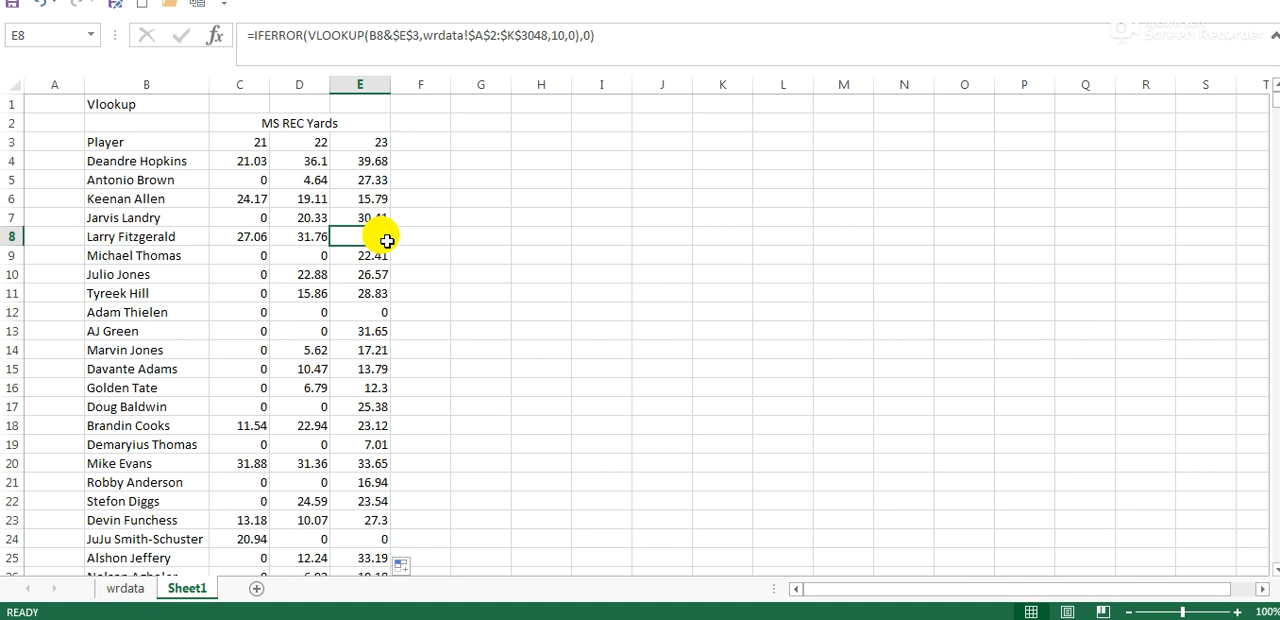 E8 =IFERROR(VLOOKUP(B8&$E$3,wrdata!$A$2:$K$3048,10,0),0)
Screen Recorder
A B C D E F G H I J K L M N O P Q R S T
1 Vlookup
2 MS REC Yards
3 Player 21 22 23
4 Deandre Hopkins 21.03 36.1 39.68
5 Antonio Brown 0 4.64 27.33
6 Keenan Allen 24.17 19.11 15.79
7 Jarvis Landry 0 20.33 30.41
8 Larry Fitzgerald 27.06 31.76
9 Michael Thomas 0 0 22.41
10 Julio Jones 0 22.88 26.57
11 Tyreek Hill 0 15.86 28.83
12 Adam Thielen 0 0 0
13 AJ Green 0 0 31.65
14 Marvin Jones 0 5.62 17.21
15 Davante Adams 0 10.47 13.79
16 Golden Tate 0 6.79 12.3
17 Doug Baldwin 0 0 25.38
18 Brandin Cooks 11.54 22.94 23.12
19 Demaryius Thomas 0 0 7.01
20 Mike Evans 31.88 31.36 33.65
21 Robby Anderson 0 0 16.94
22 Stefon Diggs 0 24.59 23.54
23 Devin Funchess 13.18 10.07 27.3
24 JuJu Smith-Schuster 20.94 0 0
25 Alshon Jeffery 0 12.24 33.19
wrdata Sheet1
READY 100%